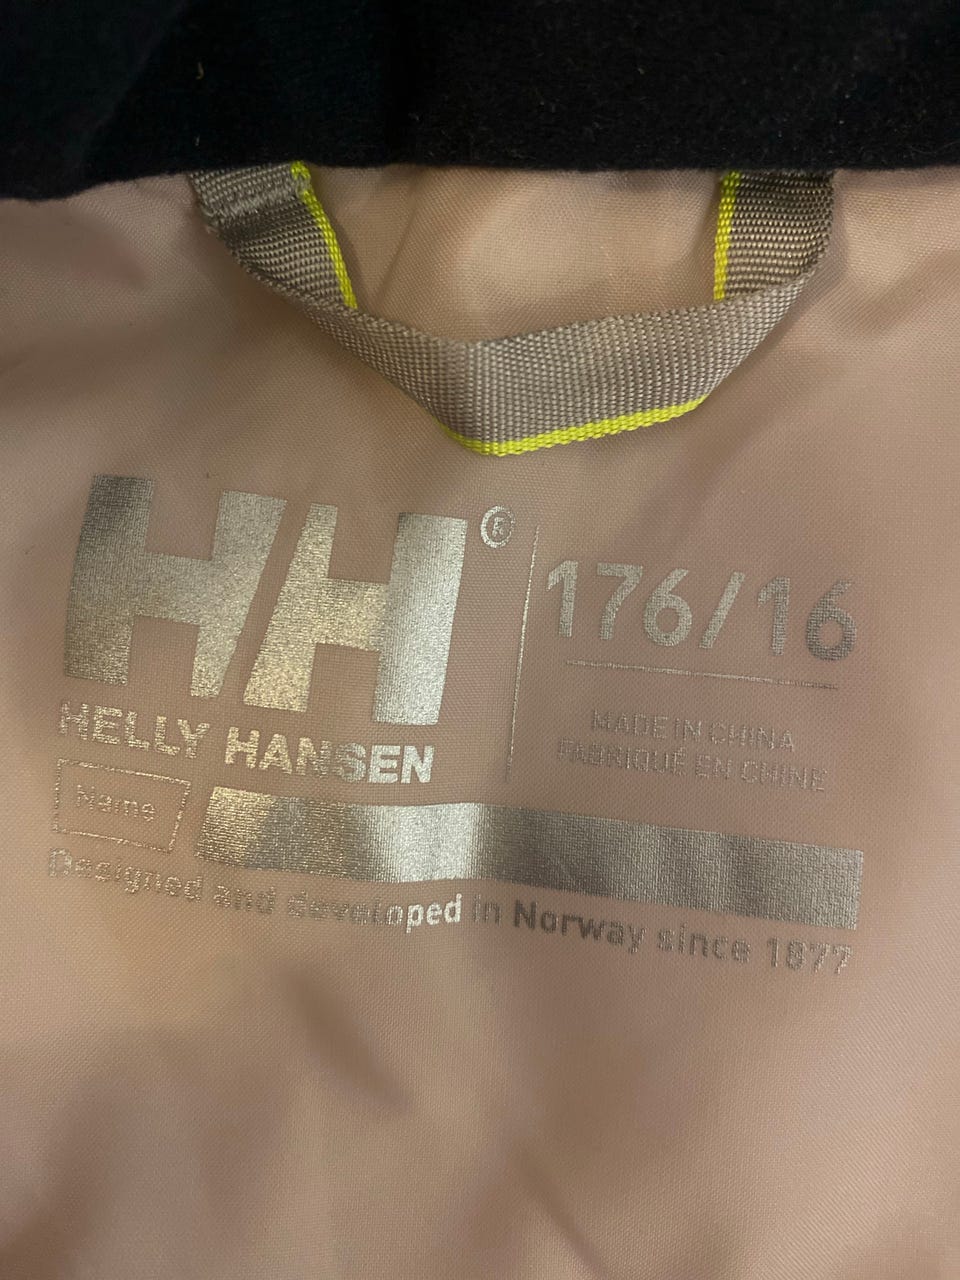 HH®
HELLY HANSEN
176/16
MADE IN CHINA
FABRIQUÉ EN CHINE
Name
Designed and developed in Norway since 1877